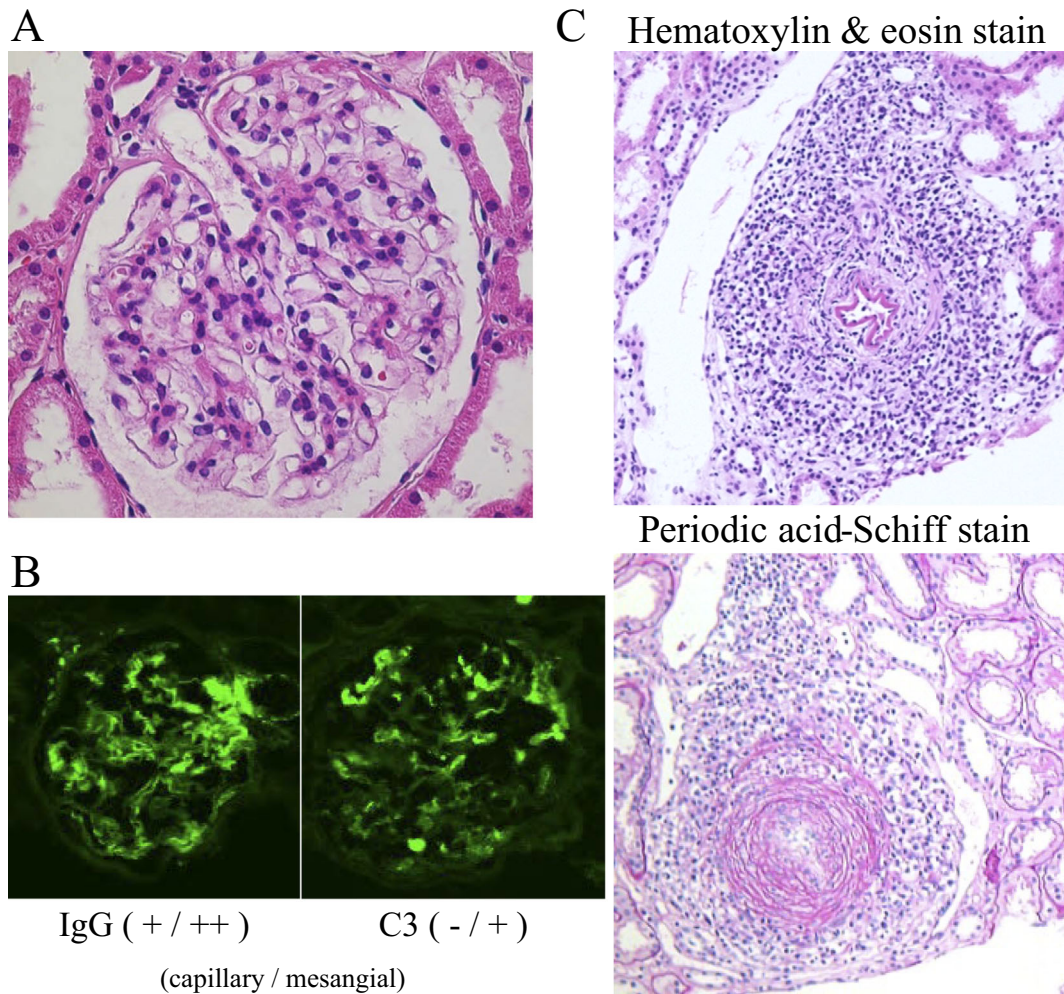 A
C
Hematoxylin & eosin stain
Periodic acid-Schiff stain
B
IgG ( + / ++ )
C3 ( - / + )
(capillary / mesangial)